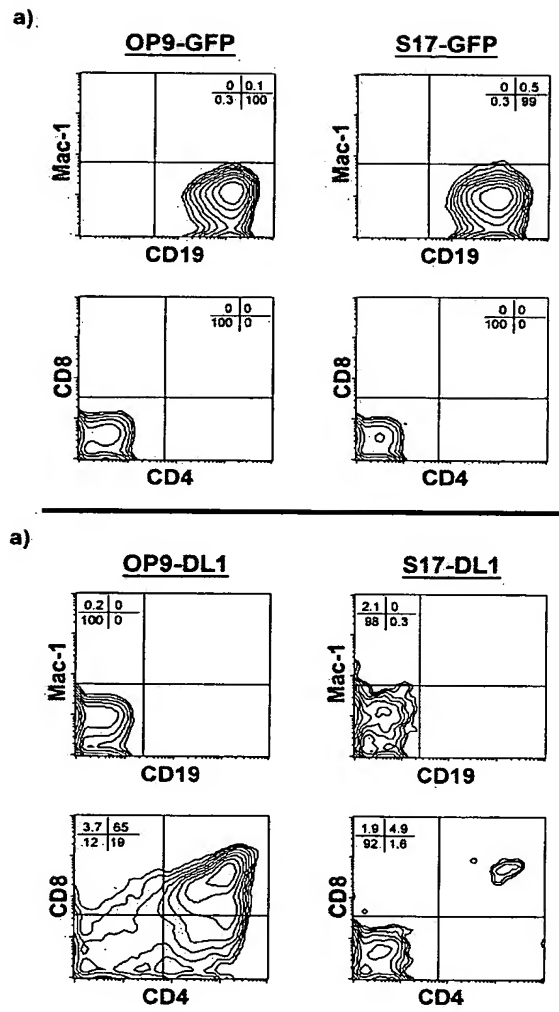 a)
OP9-GFP S17-GFP
0 0.1
0.3 100
Mac-1
CD19
0 0.5
0.3 99
Mac-1
CD19
0 0
100 0
CD8
CD4
0 0
100 0
CD8
CD4
a)
OP9-DL1 S17-DL1
0.2 0
100 0
Mac-1
CD19
2.1 0
98 0.3
Mac-1
CD19
3.7 65
12 19
CD8
CD4
1.9 4.9
92 1.6
CD8
CD4